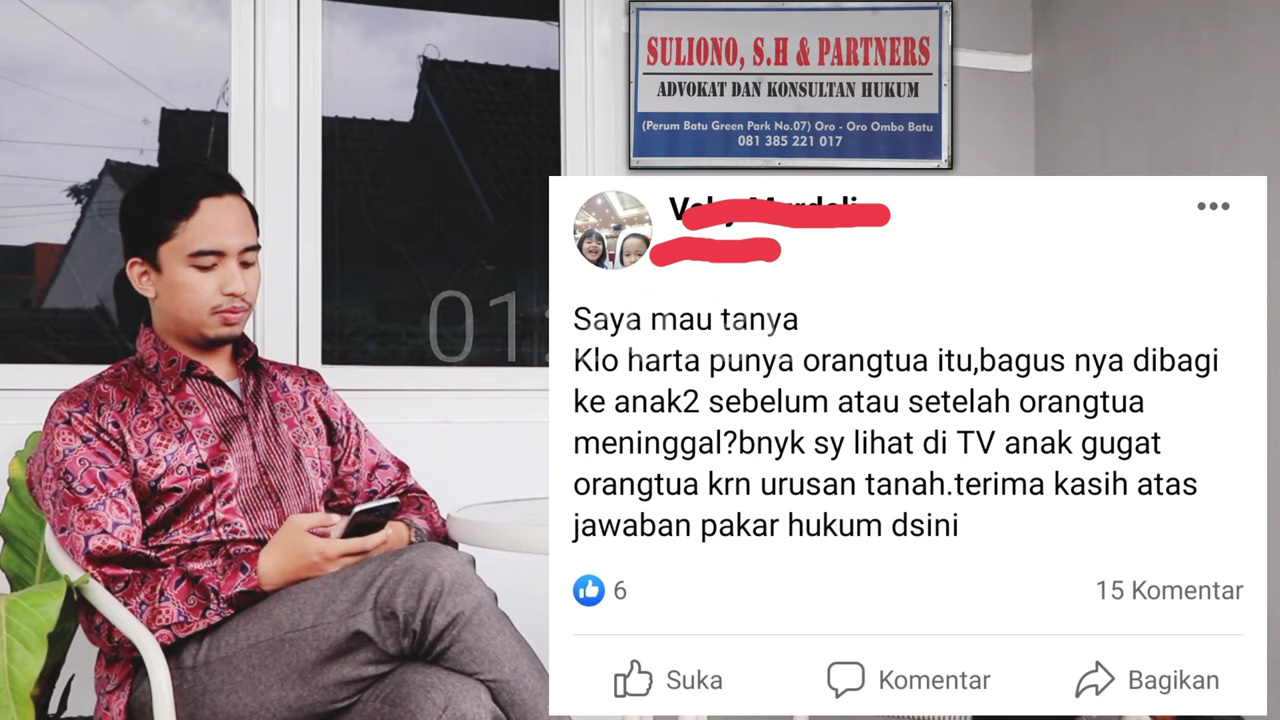 SULIONO, S.H & PARTNERS
ADVOKAT DAN KONSULTAN HUKUM
(Perum Batu Green Park No.07) Oro - Oro Ombo Batu
081 385 221 017
Saya mau tanya
Klo harta punya orangtua itu,bagus nya dibagi
ke anak2 sebelum atau setelah orangtua
meninggal?bnyk sy lihat di TV anak gugat
orangtua krn urusan tanah.terima kasih atas
jawaban pakar hukum dsini
6
15 Komentar
Suka
Komentar
Bagikan